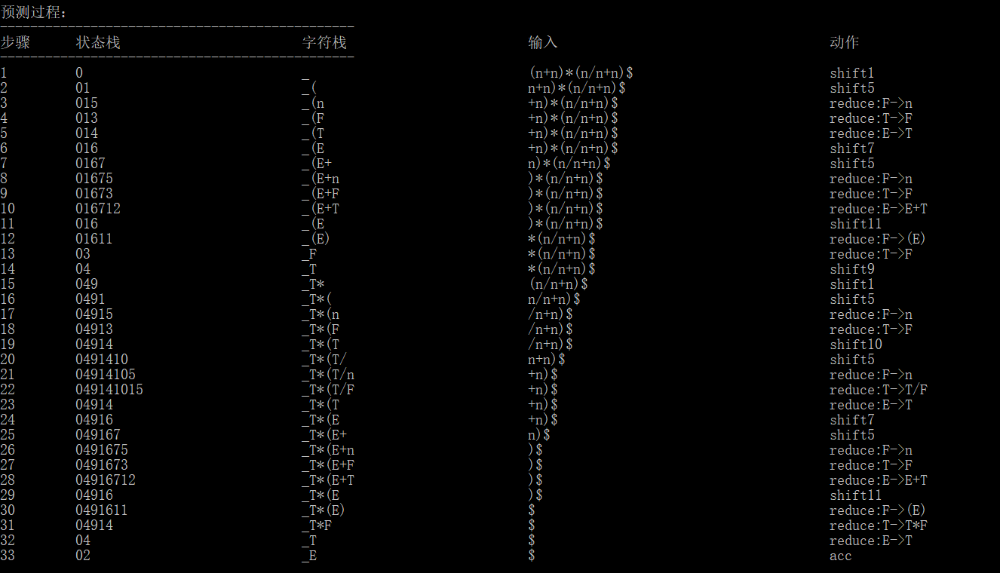 预测过程:
-----------------------------------------------
步骤 状态栈 字符栈 输入 动作
-----------------------------------------------
1 0 _ (n+n)*(n/n+n)$ shift1
2 01 _( n+n)*(n/n+n)$ shift5
3 015 _(n +n)*(n/n+n)$ reduce:F->n
4 013 _(F +n)*(n/n+n)$ reduce:T->F
5 014 _(T +n)*(n/n+n)$ reduce:E->T
6 016 _(E +n)*(n/n+n)$ shift7
7 0167 _(E+ n)*(n/n+n)$ shift5
8 01675 _(E+n )*(n/n+n)$ reduce:F->n
9 01673 _(E+F )*(n/n+n)$ reduce:T->F
10 016712 _(E+T )*(n/n+n)$ reduce:E->E+T
11 016 _(E )*(n/n+n)$ shift11
12 01611 _(E) *(n/n+n)$ reduce:F->(E)
13 03 _F *(n/n+n)$ reduce:T->F
14 04 _T *(n/n+n)$ shift9
15 049 _T* (n/n+n)$ shift1
16 0491 _T*( n/n+n)$ shift5
17 04915 _T*(n /n+n)$ reduce:F->n
18 04913 _T*(F /n+n)$ reduce:T->F
19 04914 _T*(T /n+n)$ shift10
20 0491410 _T*(T/ n+n)$ shift5
21 04914105 _T*(T/n +n)$ reduce:F->n
22 049141015 _T*(T/F +n)$ reduce:T->T/F
23 04914 _T*(T +n)$ reduce:E->T
24 04916 _T*(E +n)$ shift7
25 049167 _T*(E+ n)$ shift5
26 0491675 _T*(E+n )$ reduce:F->n
27 0491673 _T*(E+F )$ reduce:T->F
28 04916712 _T*(E+T )$ reduce:E->E+T
29 04916 _T*(E )$ shift11
30 0491611 _T*(E) $ reduce:F->(E)
31 04914 _T*F $ reduce:T->T*F
32 04 _T $ reduce:E->T
33 02 _E $ acc